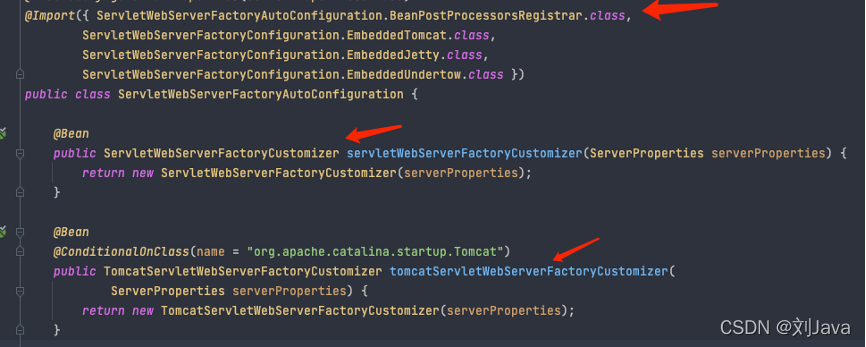 @Import({ ServletWebServerFactoryAutoConfiguration.BeanPostProcessorsRegistrar.class,
ServletWebServerFactoryConfiguration.EmbeddedTomcat.class,
ServletWebServerFactoryConfiguration.EmbeddedJetty.class,
ServletWebServerFactoryConfiguration.EmbeddedUndertow.class })
public class ServletWebServerFactoryAutoConfiguration {
@Bean
public ServletWebServerFactoryCustomizer servletWebServerFactoryCustomizer(ServerProperties serverProperties) {
return new ServletWebServerFactoryCustomizer(serverProperties);
}
@Bean
@ConditionalOnClass(name = "org.apache.catalina.startup.Tomcat")
public TomcatServletWebServerFactoryCustomizer tomcatServletWebServerFactoryCustomizer(
ServerProperties serverProperties) {
return new TomcatServletWebServerFactoryCustomizer(serverProperties);
}
CSDN @刘Java